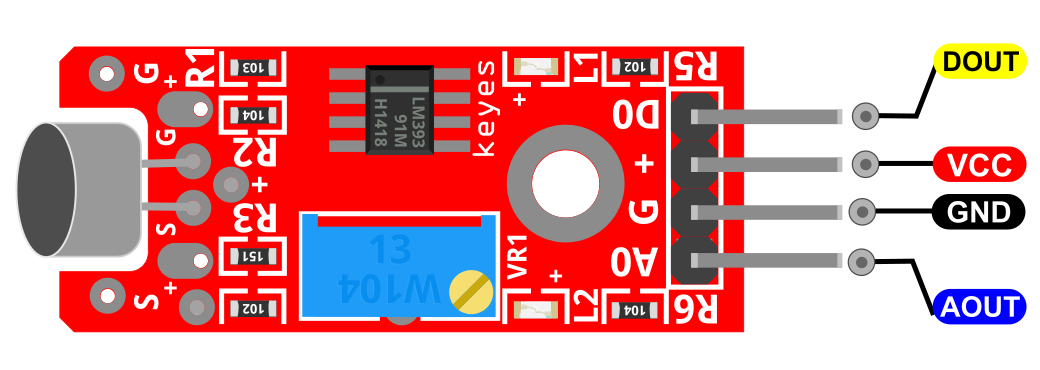 G
+
R1
103
G
104
R2
+
R3
S
151
S
+
102
LM393
91M
H1418
keyes
13
W104
VR1
+
L1
102
R5
D0
+
G
A0
+
L2
104
R6
DOUT
VCC
GND
AOUT